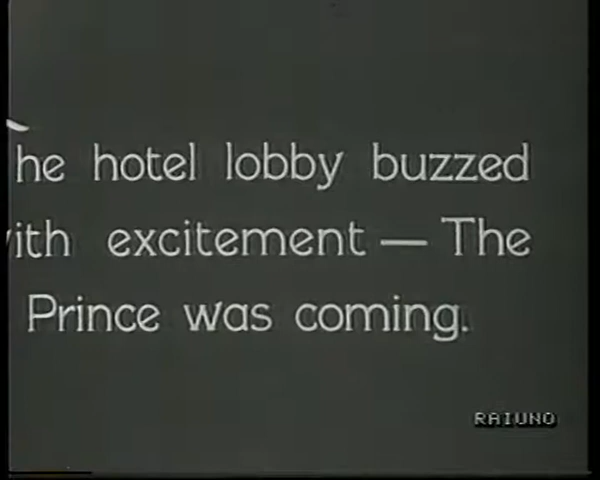 he hotel lobby buzzed
ith excitement — The
Prince was coming.
RAIUNO